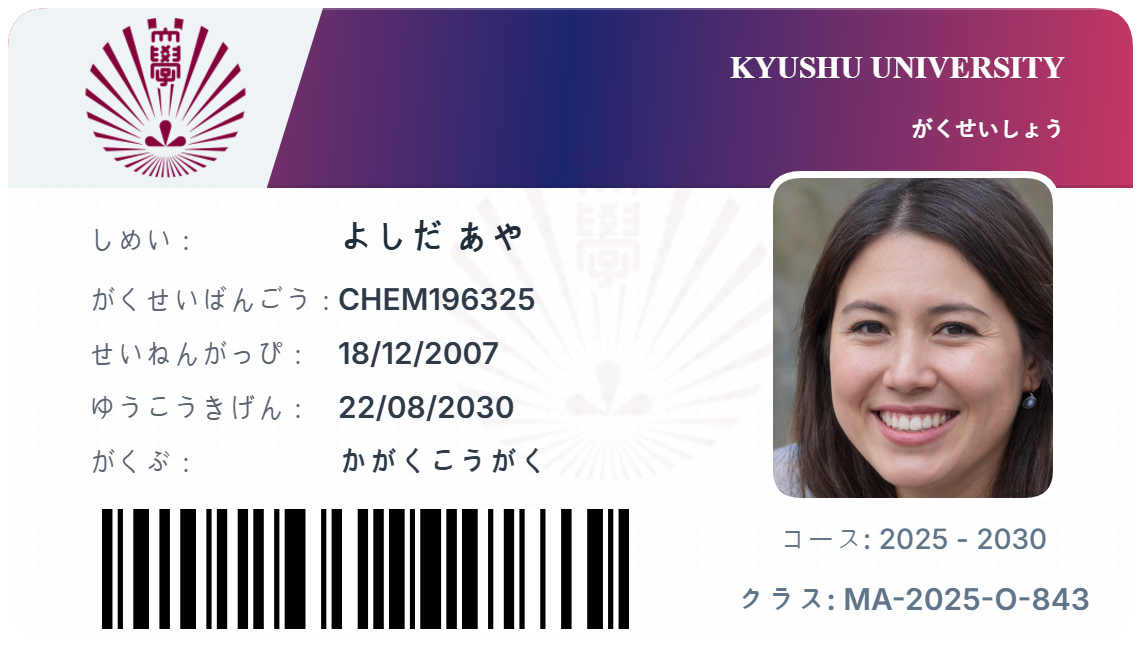 大學
KYUSHU UNIVERSITY
がくせいしょう
しめい : よしだ あや
がくせいばんごう : CHEM196325
せいねんがっぴ : 18/12/2007
ゆうこうきげん : 22/08/2030
がくぶ : かがくこうがく
コース: 2025 - 2030
クラス: MA-2025-O-843